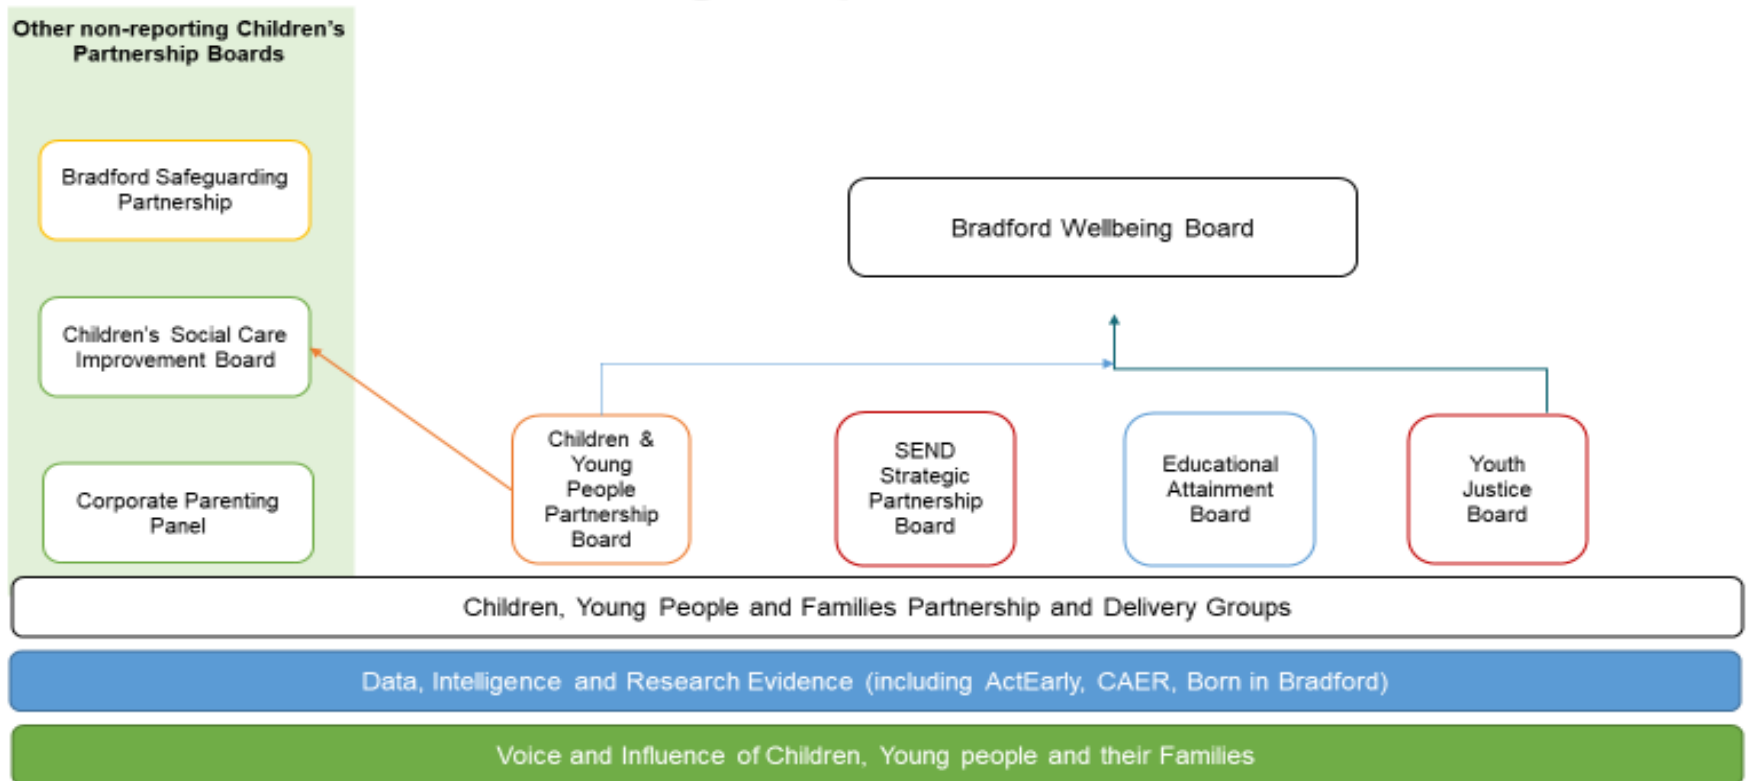 Other non-reporting Children's
Partnership Boards
Bradford Safeguarding
Partnership
Children's Social Care
Improvement Board
Corporate Parenting
Panel
Bradford Wellbeing Board
Children &
Young
People
Partnership
Board
SEND
Strategic
Partnership
Board
Educational
Attainment
Board
Youth
Justice
Board
Children, Young People and Families Partnership and Delivery Groups
Data, Intelligence and Research Evidence (including ActEarly, CAER, Born in Bradford)
Voice and Influence of Children, Young people and their Families